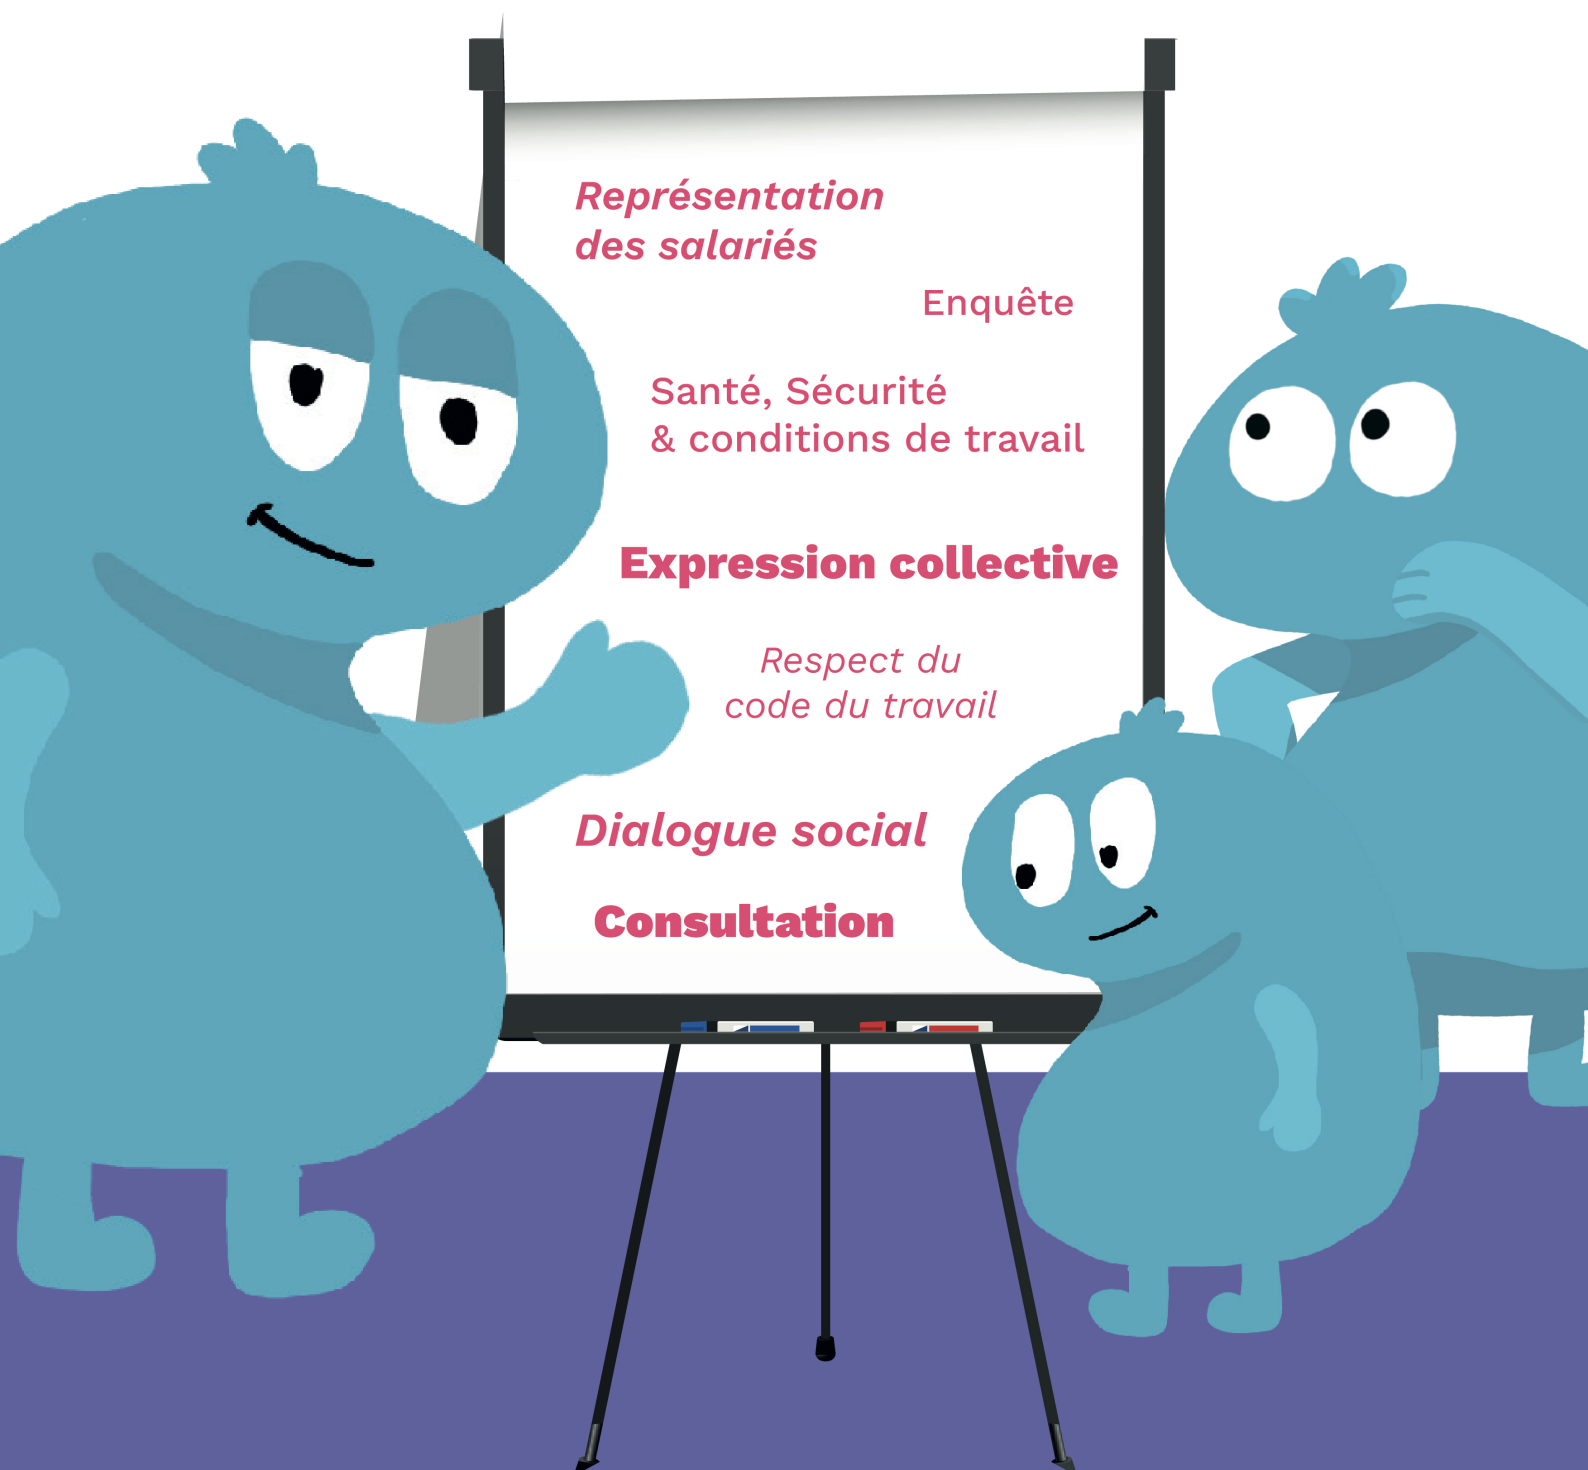 Représentation
des salariés
Enquête
Santé, Sécurité
& conditions de travail
Expression collective
Respect du
code du travail
Dialogue social
Consultation